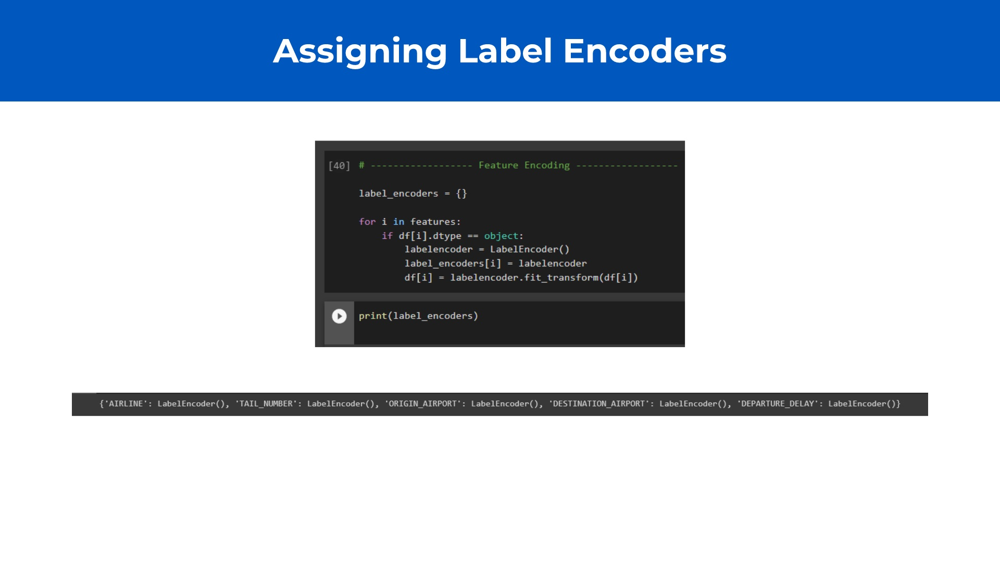 Assigning Label Encoders
[40] # ------------------ Feature Encoding ------------------
label_encoders = {}
for i in features:
    if df[i].dtype == object:
        labelencoder = LabelEncoder()
        label_encoders[i] = labelencoder
        df[i] = labelencoder.fit_transform(df[i])
print(label_encoders)
{'AIRLINE': LabelEncoder(), 'TAIL_NUMBER': LabelEncoder(), 'ORIGIN_AIRPORT': LabelEncoder(), 'DESTINATION_AIRPORT': LabelEncoder(), 'DEPARTURE_DELAY': LabelEncoder()}